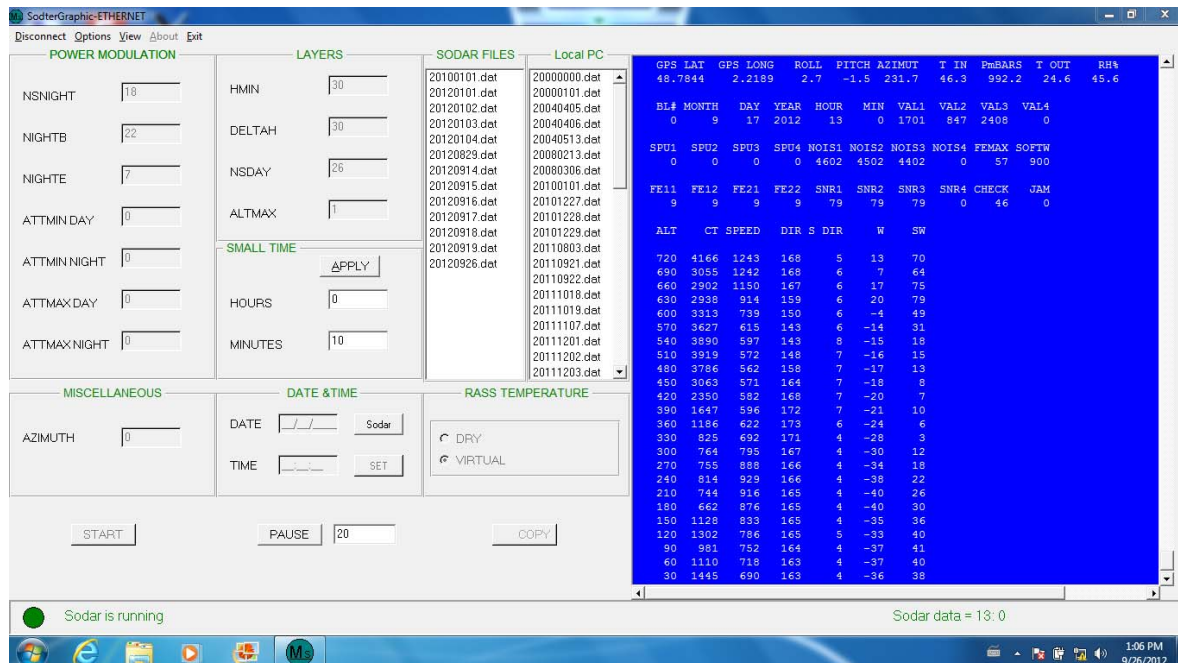 SodterGraphic-ETHERNET
Disconnect Options View About Exit
POWER MODULATION
NSNIGHT 18
NIGHTB 22
NIGHTE 7
ATTMIN DAY 0
ATTMIN NIGHT 0
ATTMAX DAY 0
ATTMAX NIGHT 0
LAYERS
HMIN 30
DELTAH 30
NSDAY 26
ALTMAX 1
SMALL TIME
APPLY
HOURS 0
MINUTES 10
SODAR FILES
20100101.dat
20120101.dat
20120102.dat
20120103.dat
20120104.dat
20120829.dat
20120914.dat
20120915.dat
20120916.dat
20120917.dat
20120918.dat
20120919.dat
20120926.dat
Local PC
20000000.dat
20000101.dat
20040405.dat
20040406.dat
20040513.dat
20080213.dat
20080306.dat
20100101.dat
20101227.dat
20101228.dat
20101229.dat
20110803.dat
20110921.dat
20110922.dat
20111018.dat
20111019.dat
20111107.dat
20111201.dat
20111202.dat
20111203.dat
MISCELLANEOUS
AZIMUTH 0
DATE &TIME
DATE __/__/____ Sodar
TIME __:__:__ SET
RASS TEMPERATURE
DRY
VIRTUAL
START
PAUSE 20
COPY
GPS LAT GPS LONG ROLL PITCH AZIMUT T IN PmBARS T OUT RH%
48.7844 2.2189 2.7 -1.5 231.7 46.3 992.2 24.6 45.6
BL# MONTH DAY YEAR HOUR MIN VAL1 VAL2 VAL3 VAL4
0 9 17 2012 13 0 1701 847 2408 0
SPU1 SPU2 SPU3 SPU4 NOIS1 NOIS2 NOIS3 NOIS4 FEMAX SOFTW
0 0 0 0 4602 4502 4402 0 57 900
FE11 FE12 FE21 FE22 SNR1 SNR2 SNR3 SNR4 CHECK JAM
9 9 9 9 79 79 79 0 46 0
ALT CT SPEED DIR S DIR W SW
720 4166 1243 168 5 13 70
690 3055 1242 168 6 7 64
660 2902 1150 167 6 17 75
630 2938 914 159 6 20 79
600 3313 739 150 6 -4 49
570 3627 615 143 6 -14 31
540 3890 597 143 8 -15 18
510 3919 572 148 7 -16 15
480 3786 562 158 7 -17 13
450 3063 571 164 7 -18 8
420 2350 582 168 7 -20 7
390 1647 596 172 7 -21 10
360 1186 622 173 6 -24 6
330 825 692 171 4 -28 3
300 764 795 167 4 -30 12
270 755 888 166 4 -34 18
240 814 929 166 4 -38 22
210 744 916 165 4 -40 26
180 662 876 165 4 -40 30
150 1128 833 165 4 -35 36
120 1302 786 165 5 -33 40
90 981 752 164 4 -37 41
60 1110 718 163 4 -37 40
30 1445 690 163 4 -36 38
Sodar is running
Sodar data = 13: 0
Ms
1:06 PM
9/26/2012